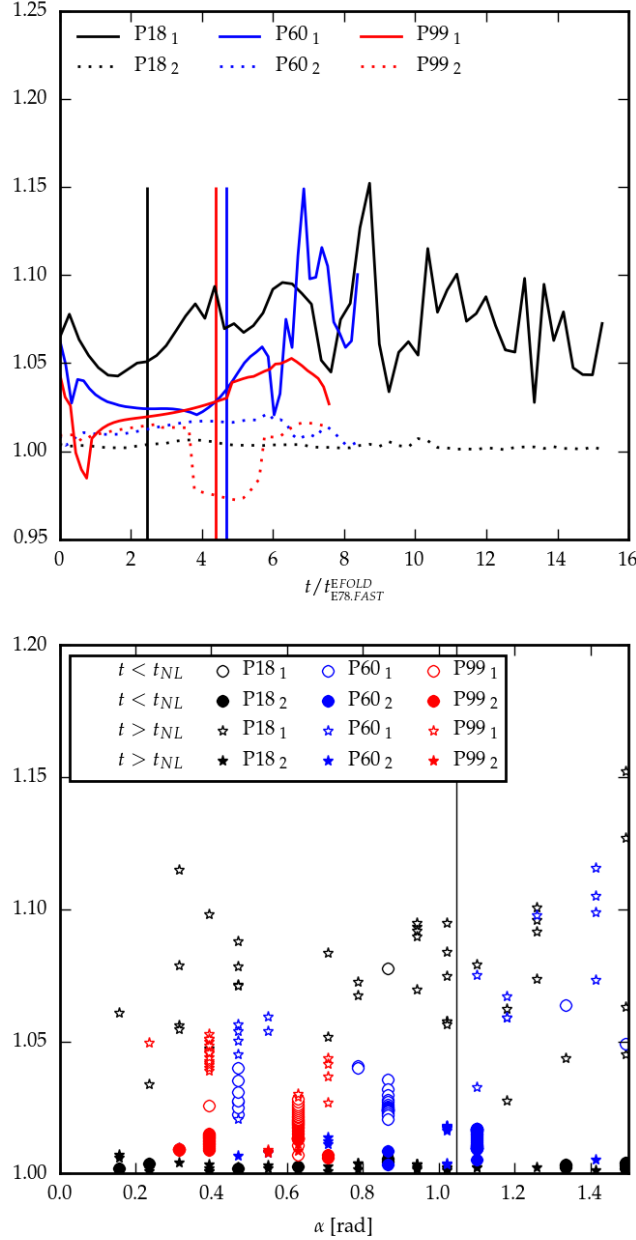 1.25
P18 1 P60 1 P99 1
P18 2 P60 2 P99 2
1.20
1.15
1.10
1.05
1.00
0.95
0 2 4 6 8 10 12 14 16
t/t EFOLD E78.FAST
1.20
t < t_NL P18 1 P60 1 P99 1
t < t_NL P18 2 P60 2 P99 2
t > t_NL P18 1 P60 1 P99 1
t > t_NL P18 2 P60 2 P99 2
1.15
1.10
1.05
1.00
0.0 0.2 0.4 0.6 0.8 1.0 1.2 1.4
α [rad]